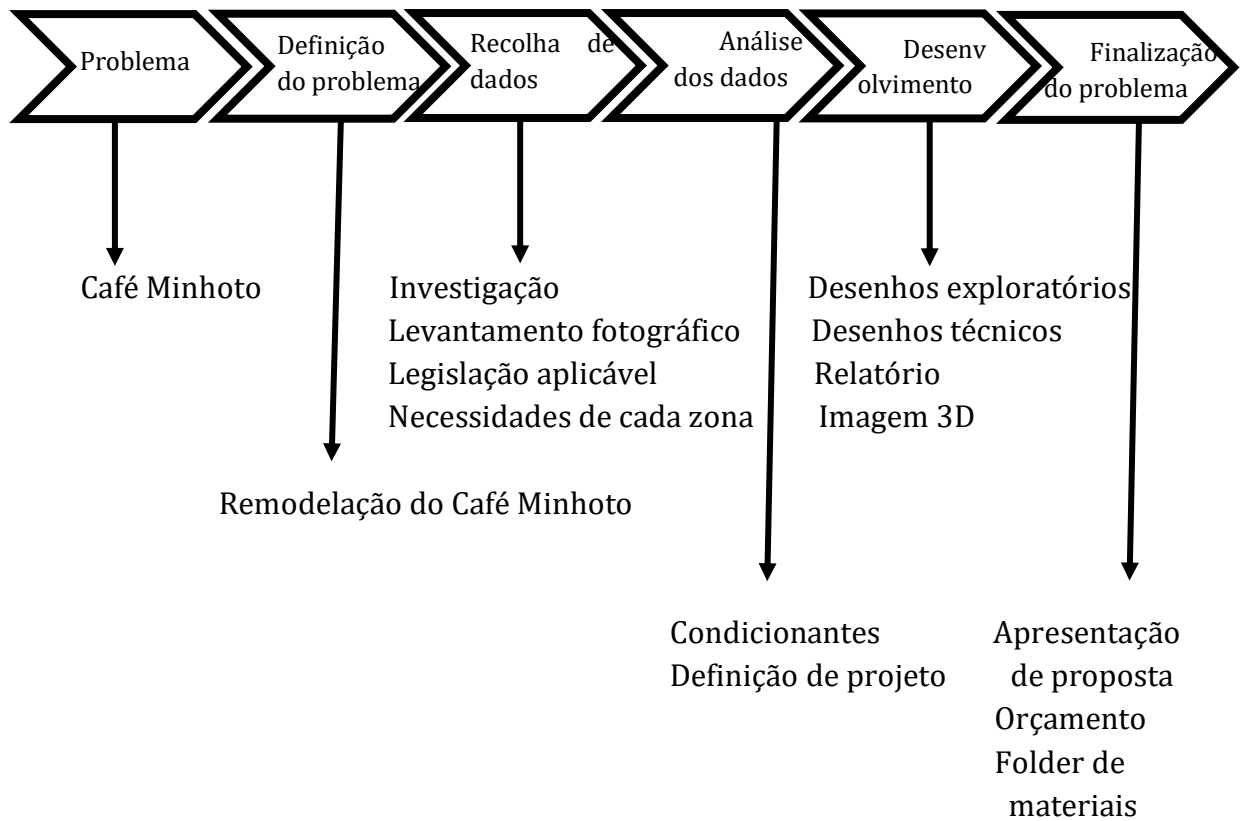 Problema
Definição
do problema
Recolha de
dados
Análise
dos dados
Desenv
olvimento
Finalização
do problema
Café Minhoto
Remodelação do Café Minhoto
Investigação
Levantamento fotográfico
Legislação aplicável
Necessidades de cada zona
Condicionantes
Definição de projeto
Desenhos exploratórios
Desenhos técnicos
Relatório
Imagem 3D
Apresentação
de proposta
Orçamento
Folder de
materiais